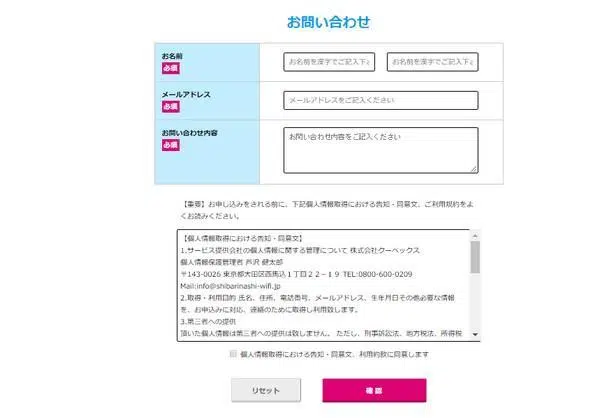 お問い合わせ
お名前
必須
お名前を漢字でご記入下さ お名前を漢字でご記入下さ
メールアドレス
必須
メールアドレスをご記入ください
お問い合わせ内容
必須
お問い合わせ内容をご記入ください
【重要】お申し込みをされる前に、下記個人情報取得における告知・同意文、ご利用規約をよ
くお読みください。
【個人情報取得における告知・同意文】
1.サービス提供会社の個人情報に関する管理について 株式会社クーペックス
個人情報保護管理者 芦沢 健太郎
〒143-0026 東京都大田区西馬込１丁目２２－１９ TEL:0800-600-0209
Mail:info@shibarinashi-wifi.jp
2.取得・利用目的 氏名、住所、電話番号、メールアドレス、生年月日その他必要な情報
を、お申込みに対応、連絡のために取得し利用致します。
3.第三者への提供
頂いた個人情報は第三者への提供は致しません。 ただし、刑事訴訟法、地方税法、所得税
個人情報取得における告知・同意文、利用約款に同意します
リセット
確 認